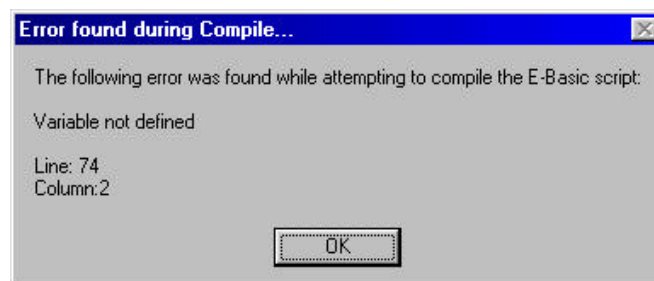 Error found during Compile...
The following error was found while attempting to compile the E-Basic script:
Variable not defined
Line: 74
Column:2
OK